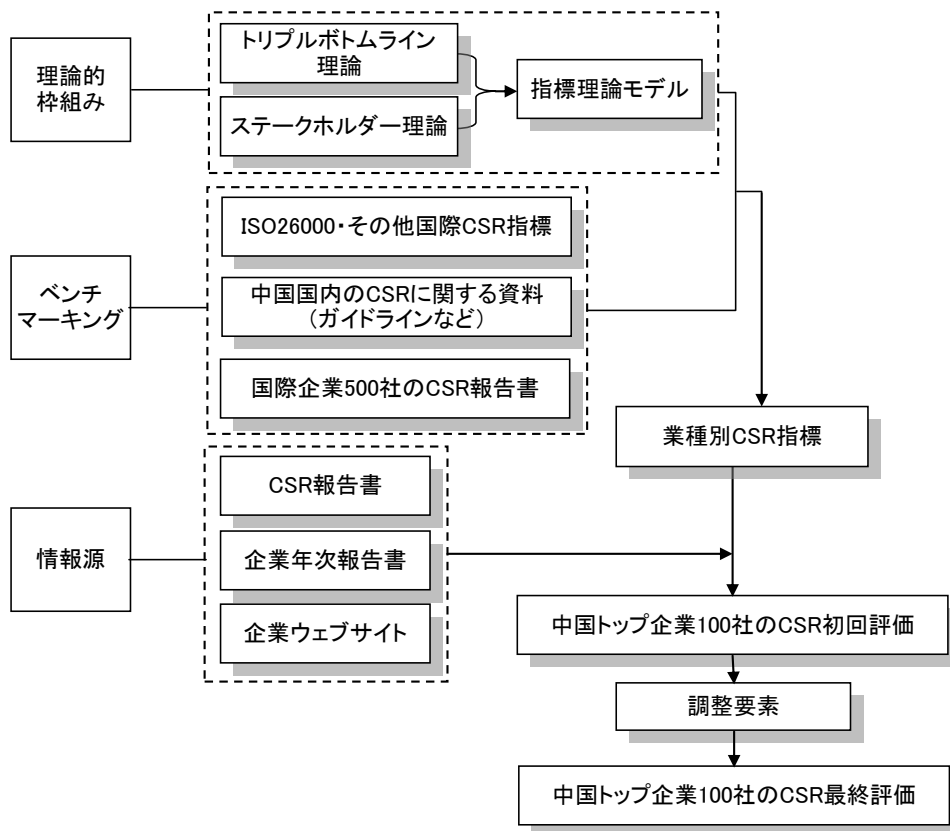 理論的
枠組み
トリプルボトムライン
理論
ステークホルダー理論
指標理論モデル
ベンチ
マーキング
ISO26000・その他国際CSR指標
中国国内のCSRに関する資料
(ガイドラインなど)
国際企業500社のCSR報告書
業種別CSR指標
情報源
CSR報告書
企業年次報告書
企業ウェブサイト
中国トップ企業100社のCSR初回評価
調整要素
中国トップ企業100社のCSR最終評価